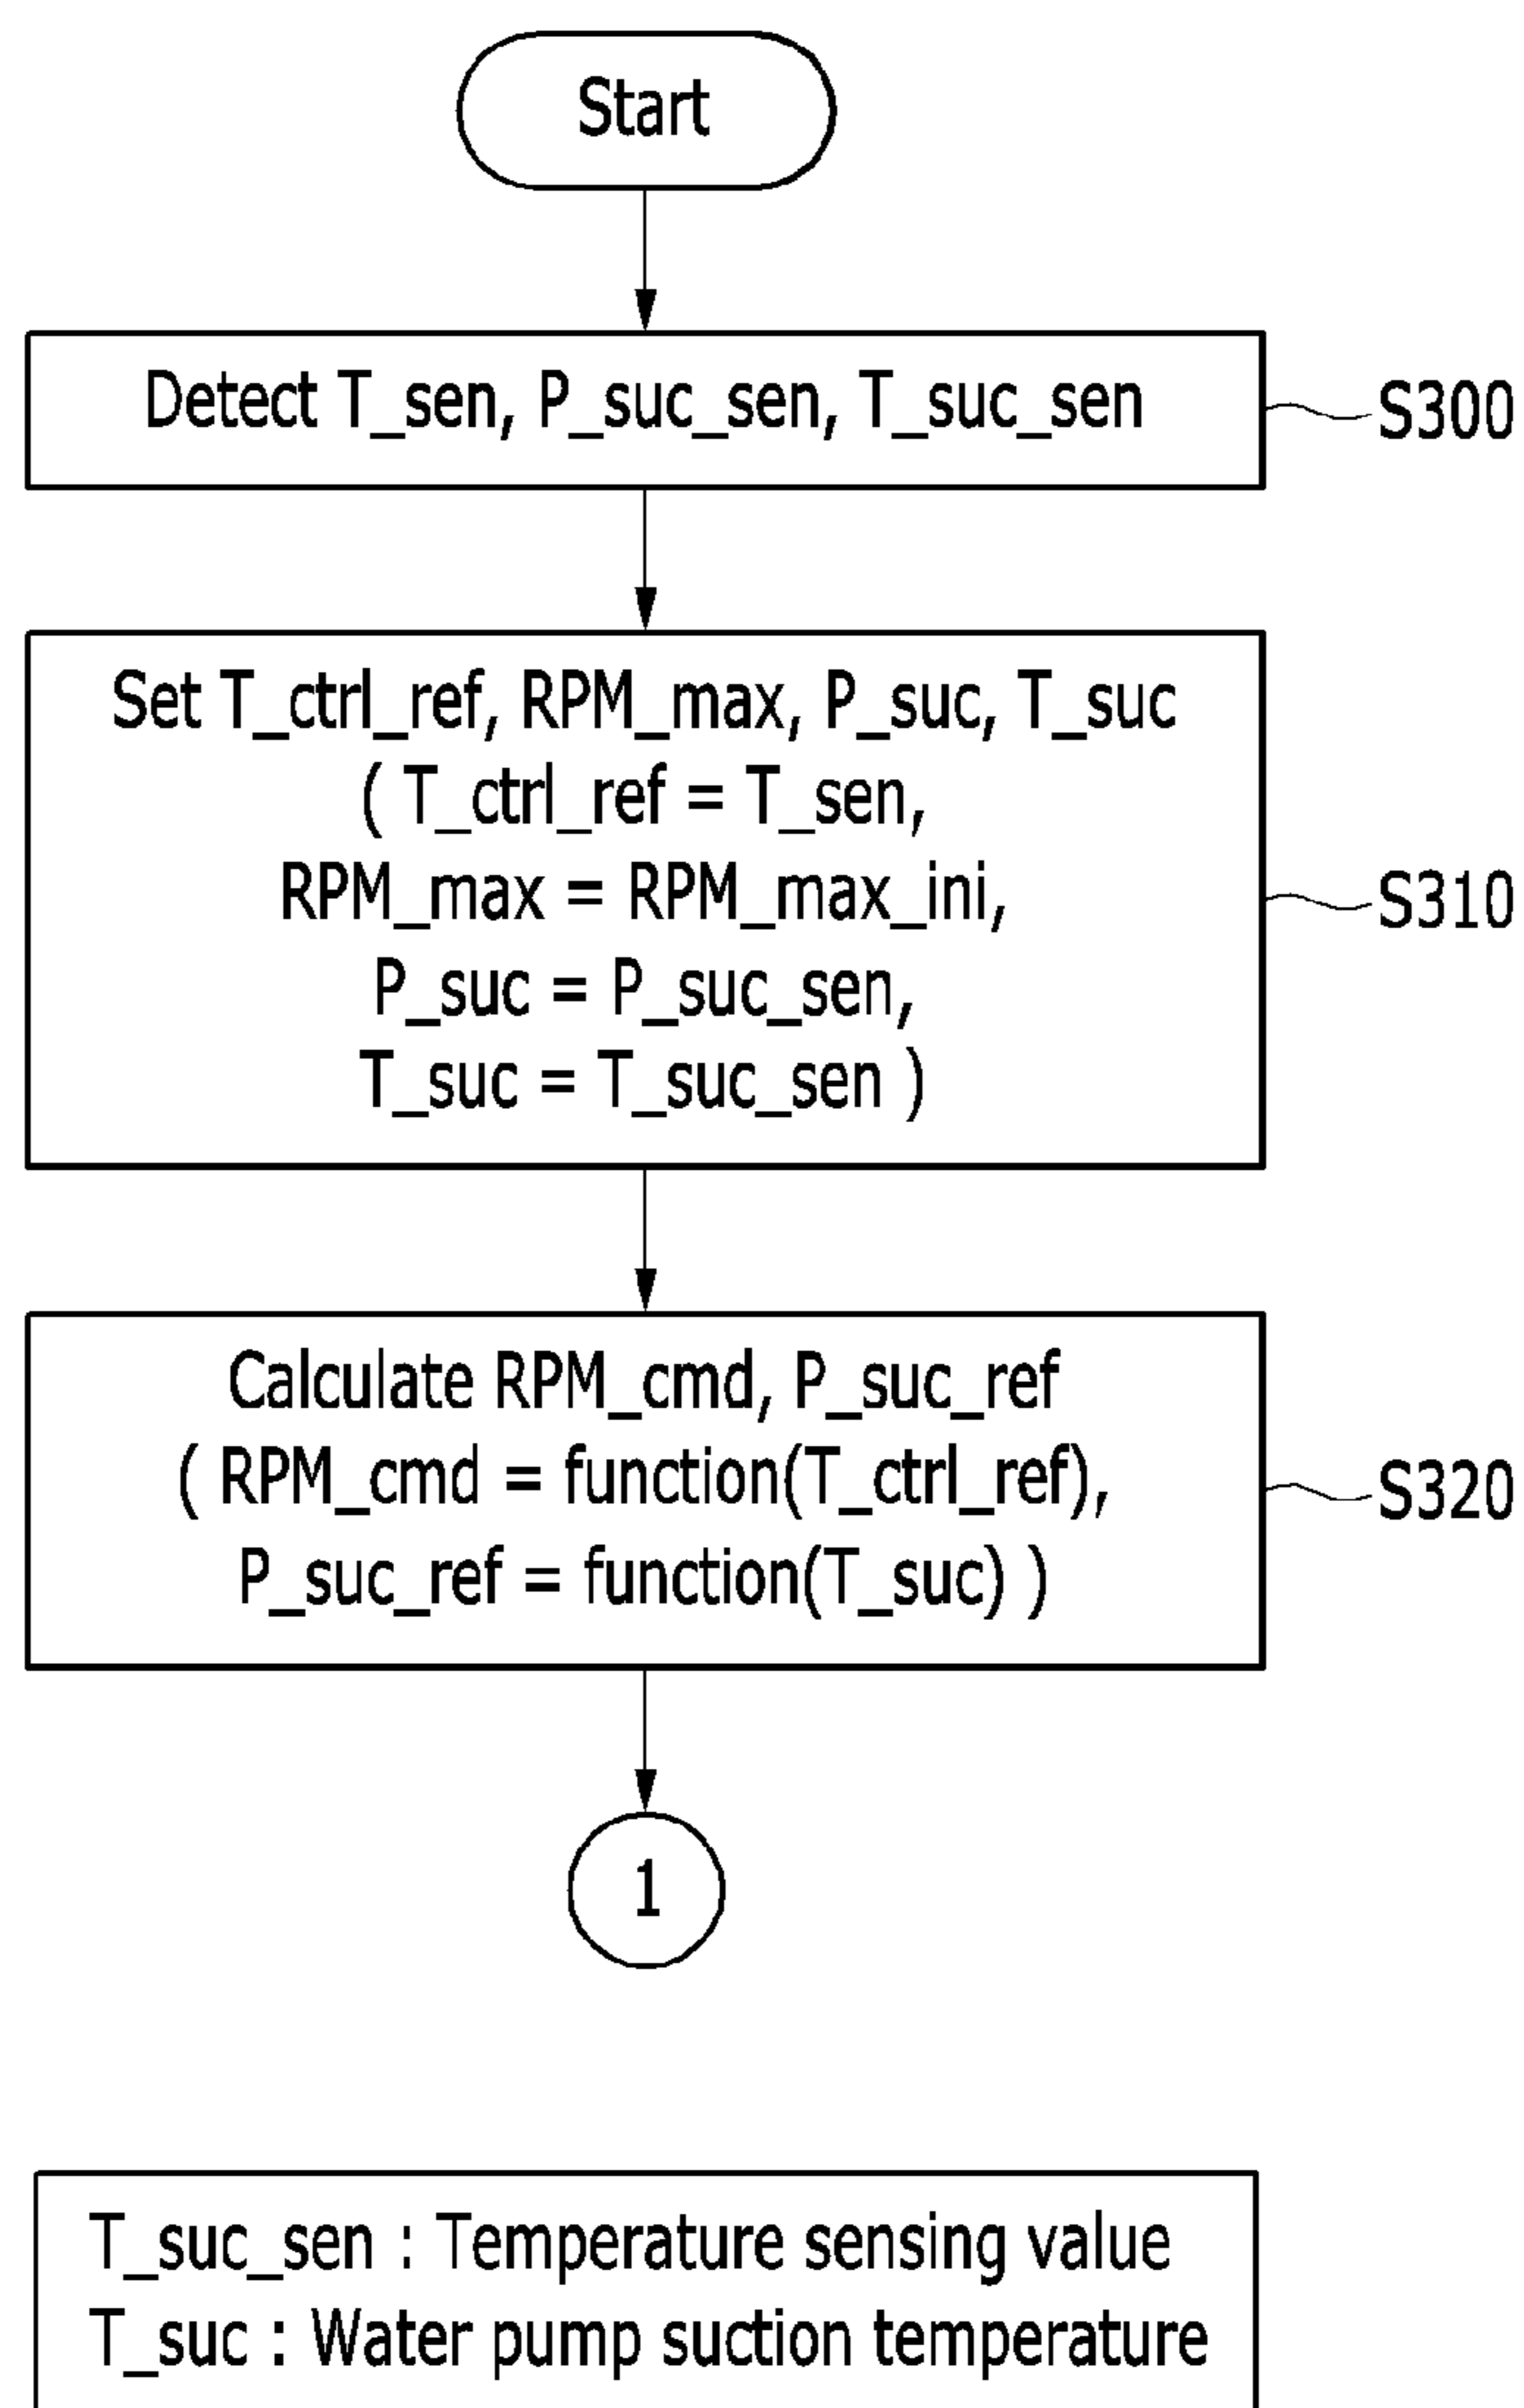 Start
Detect T_sen, P_suc_sen, T_suc_sen
S300
Set T_ctrl_ref, RPM_max, P_suc, T_suc
( T_ctrl_ref = T_sen,
RPM_max = RPM_max_ini,
S310
P_suc = P_suc_sen,
T_suc = T_suc_sen )
Calculate RPM_cmd, P_suc_ref
( RPM_cmd = function(T_ctrl_ref),
S320
P_suc_ref = function(T_suc) )
1
T_suc_sen : Temperature sensing value
T_suc : Water pump suction temperature